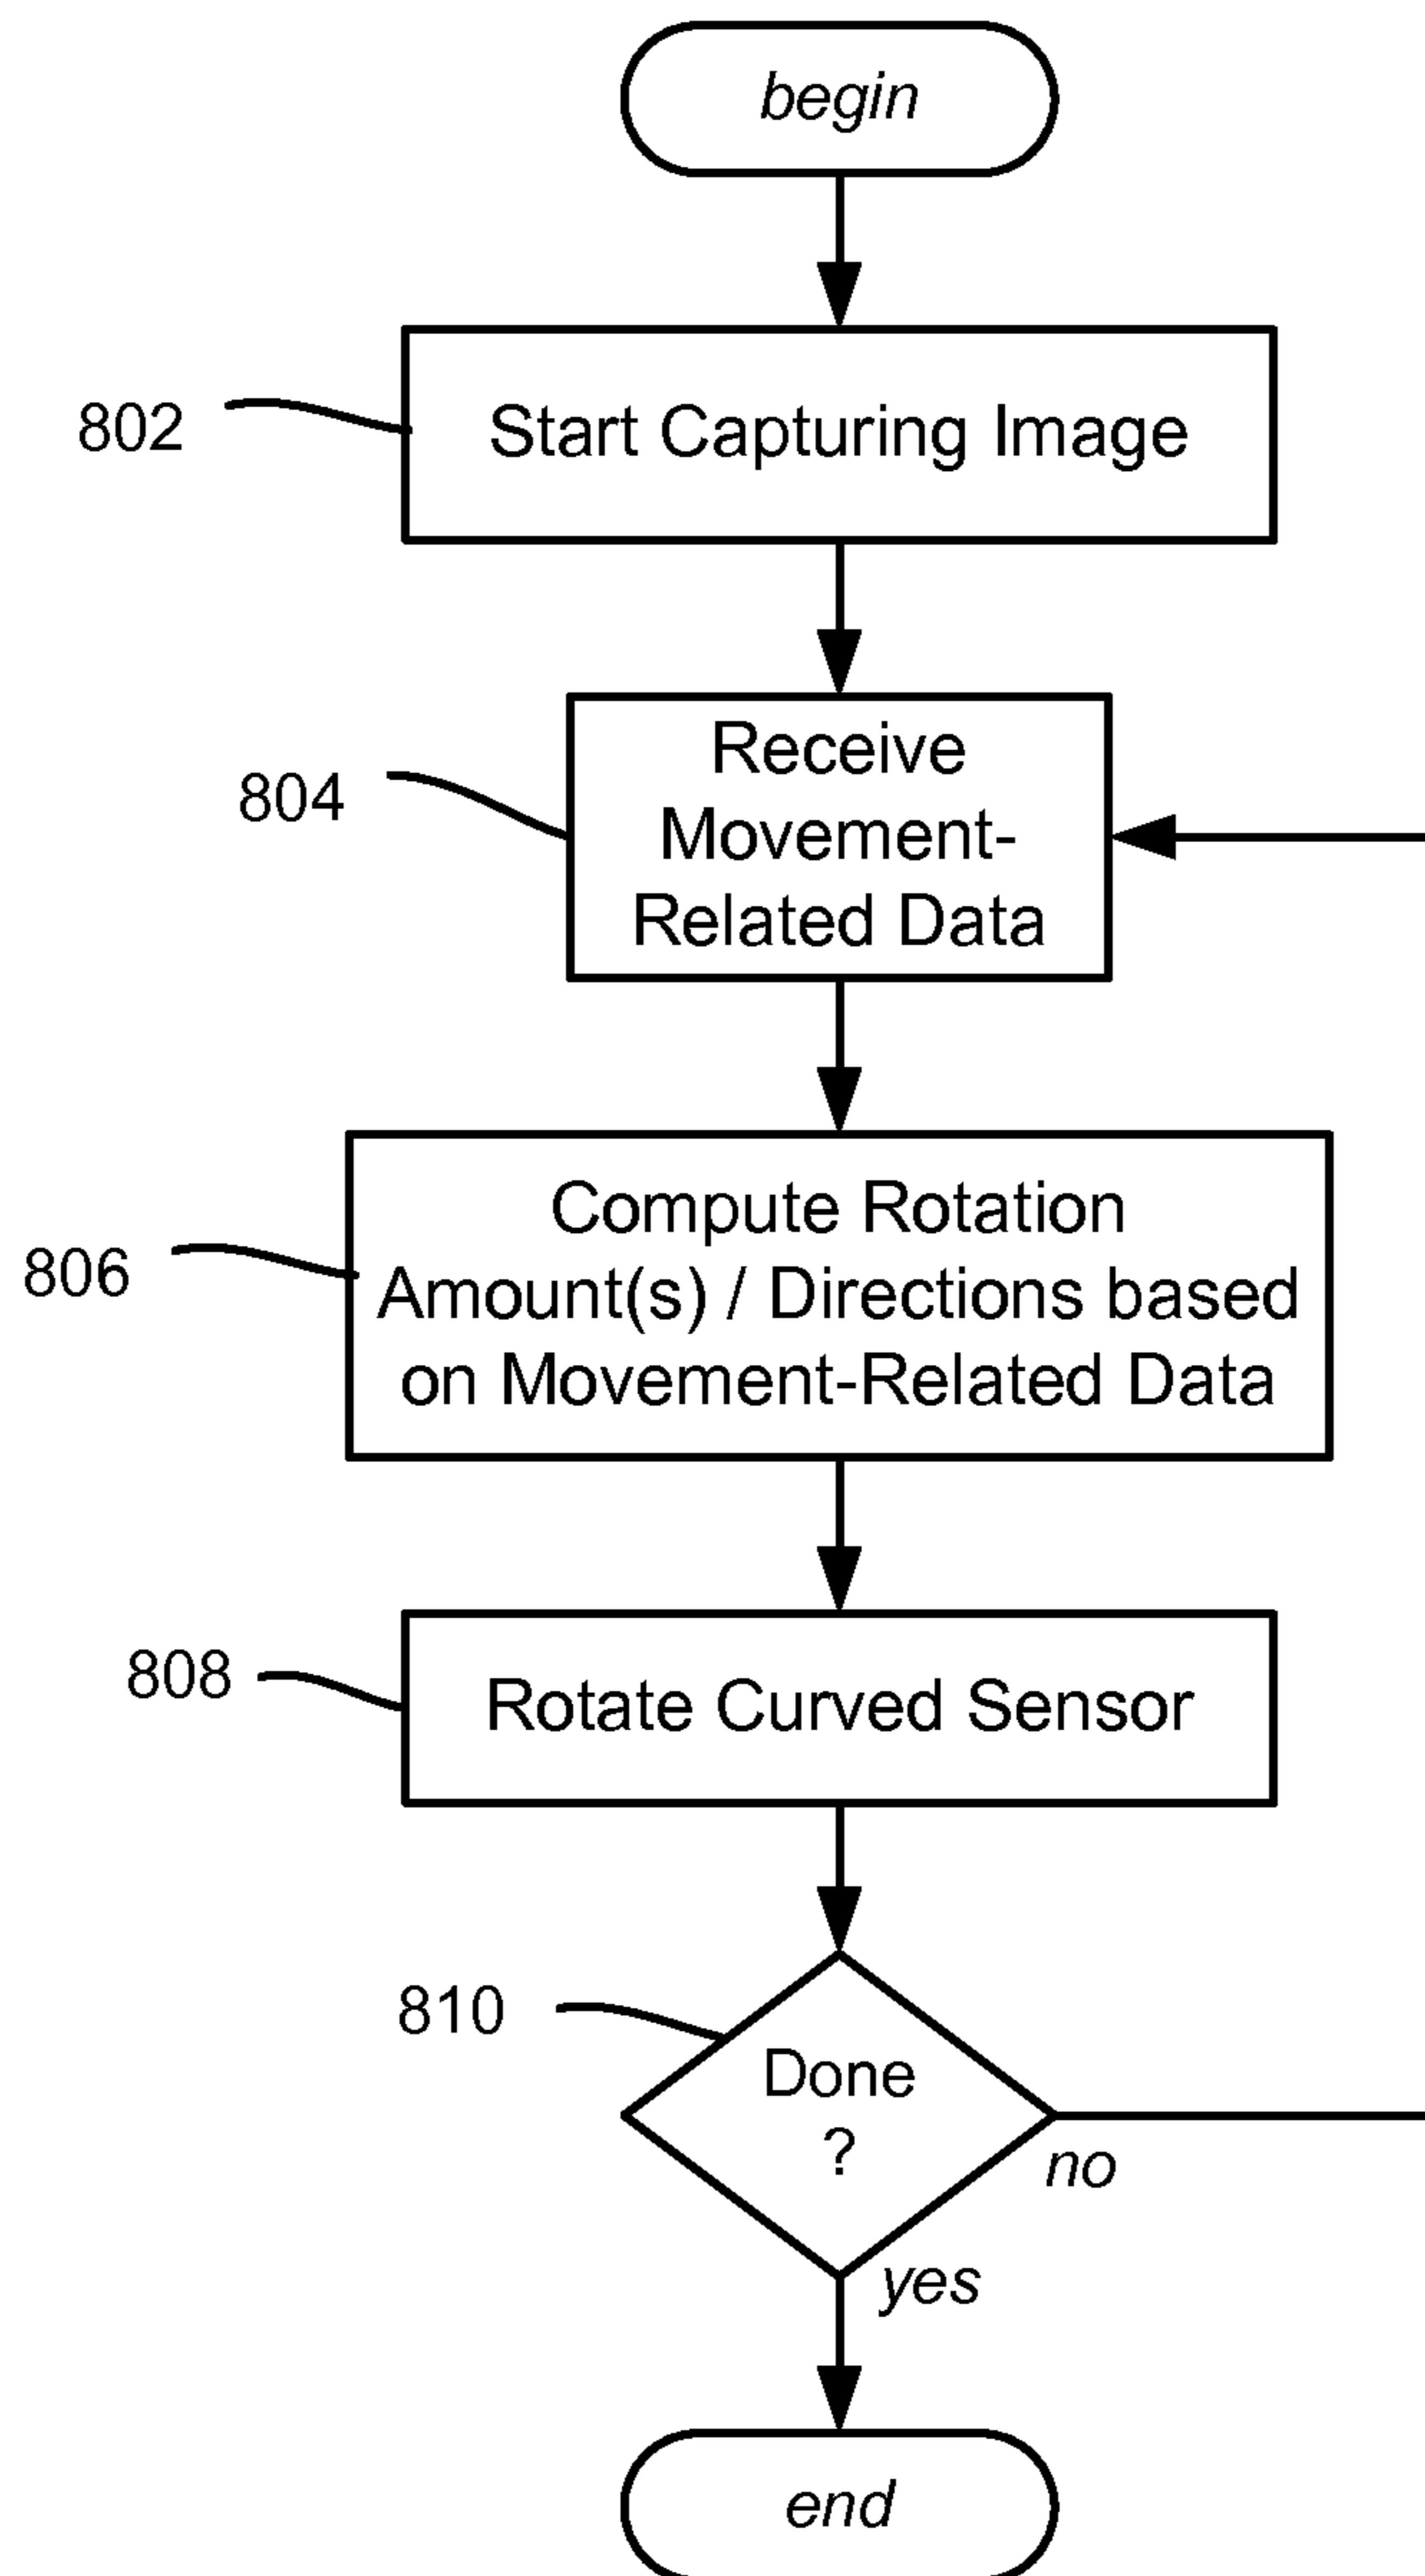 begin
802
Start Capturing Image
804
Receive
Movement-
Related Data
806
Compute Rotation
Amount(s) / Directions based
on Movement-Related Data
808
Rotate Curved Sensor
810
Done
?
no
yes
end